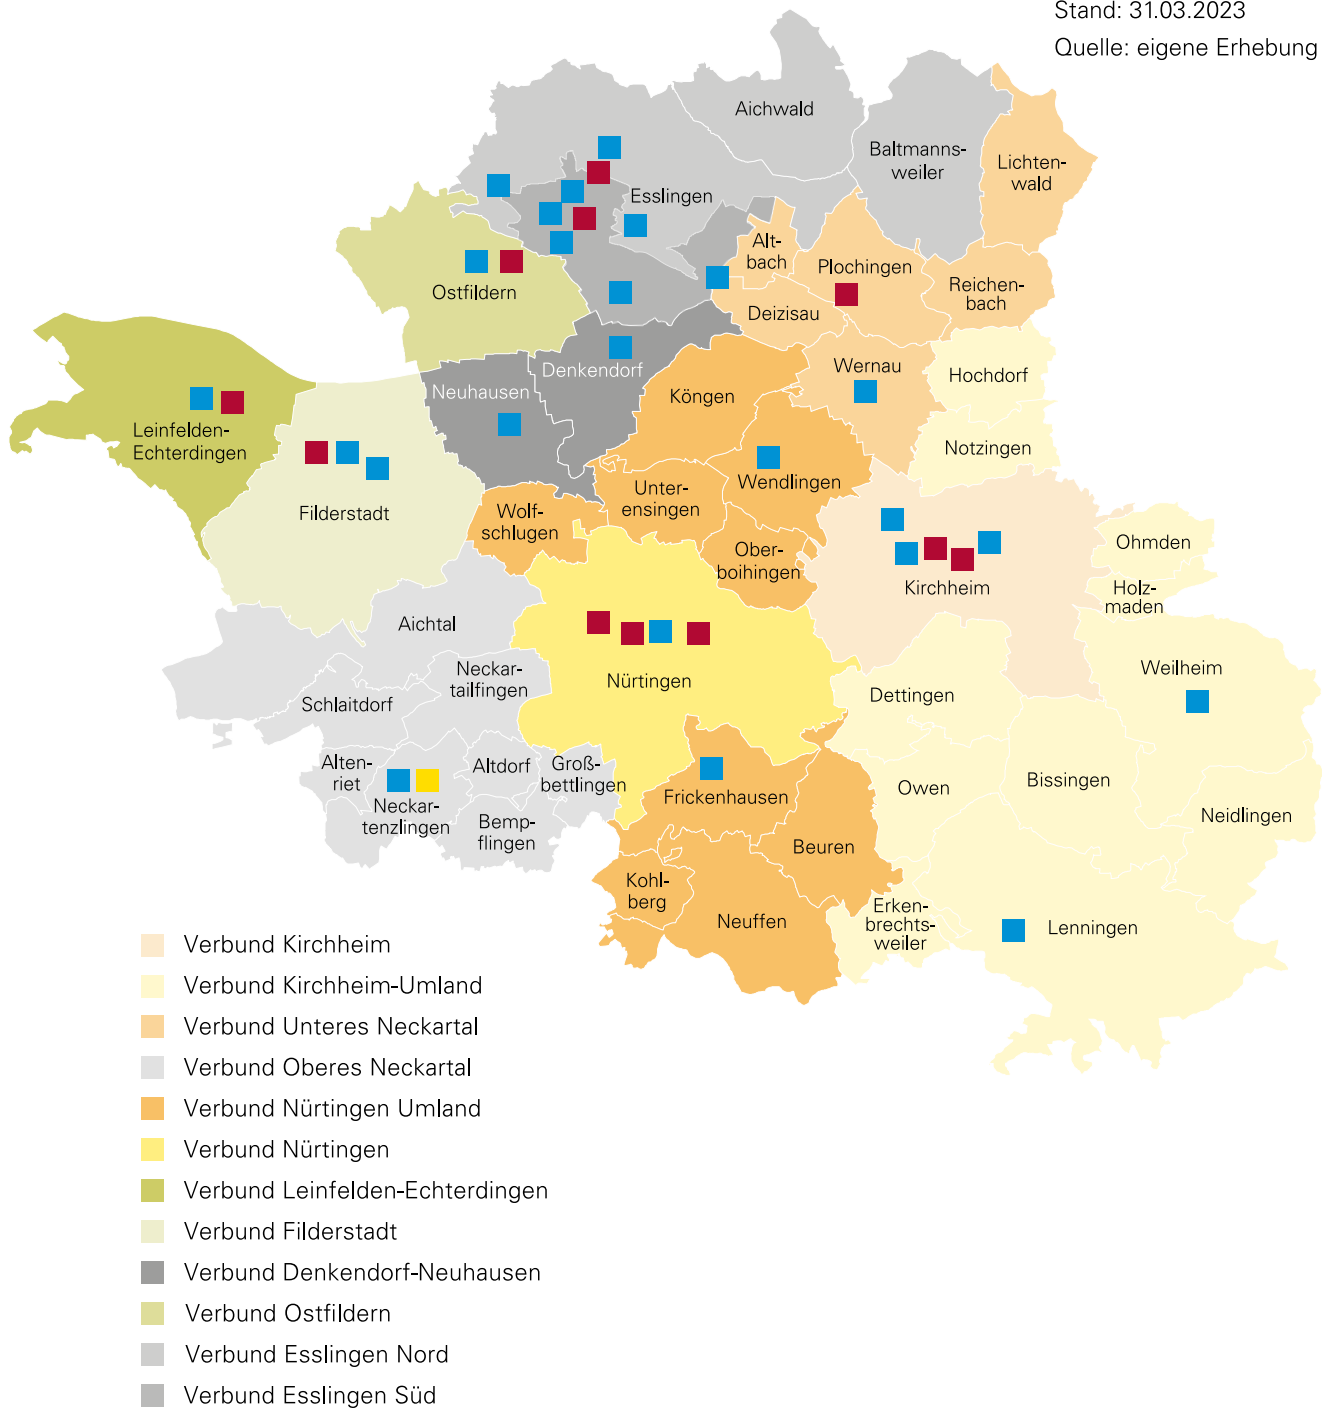 Stand: 31.03.2023
Quelle: eigene Erhebung
Aichwald
Baltmanns-
weiler
Lichten-
wald
Esslingen
Alt-
bach
Plochingen
Reichen-
bach
Ostfildern
Deizisau
Denkendorf
Wernau
Hochdorf
Neuhausen
Köngen
Leinfelden-
Echterdingen
Notzingen
Wendlingen
Unter-
ensingen
Filderstadt
Wolf-
schlugen
Ober-
boihingen
Ohmden
Kirchheim
Holz-
maden
Aichtal
Neckar-
tailfingen
Nürtingen
Weilheim
Schlaitdorf
Dettingen
Alten-
riet
Altdorf
Groß-
bettlingen
Bissingen
Owen
Frickenhausen
Neckar-
tenzlingen
Bemp-
flingen
Neidlingen
Beuren
Kohl-
berg
Neuffen
Erken-
brechts-
weiler
Lenningen
Verbund Kirchheim
Verbund Kirchheim-Umland
Verbund Unteres Neckartal
Verbund Oberes Neckartal
Verbund Nürtingen Umland
Verbund Nürtingen
Verbund Leinfelden-Echterdingen
Verbund Filderstadt
Verbund Denkendorf-Neuhausen
Verbund Ostfildern
Verbund Esslingen Nord
Verbund Esslingen Süd